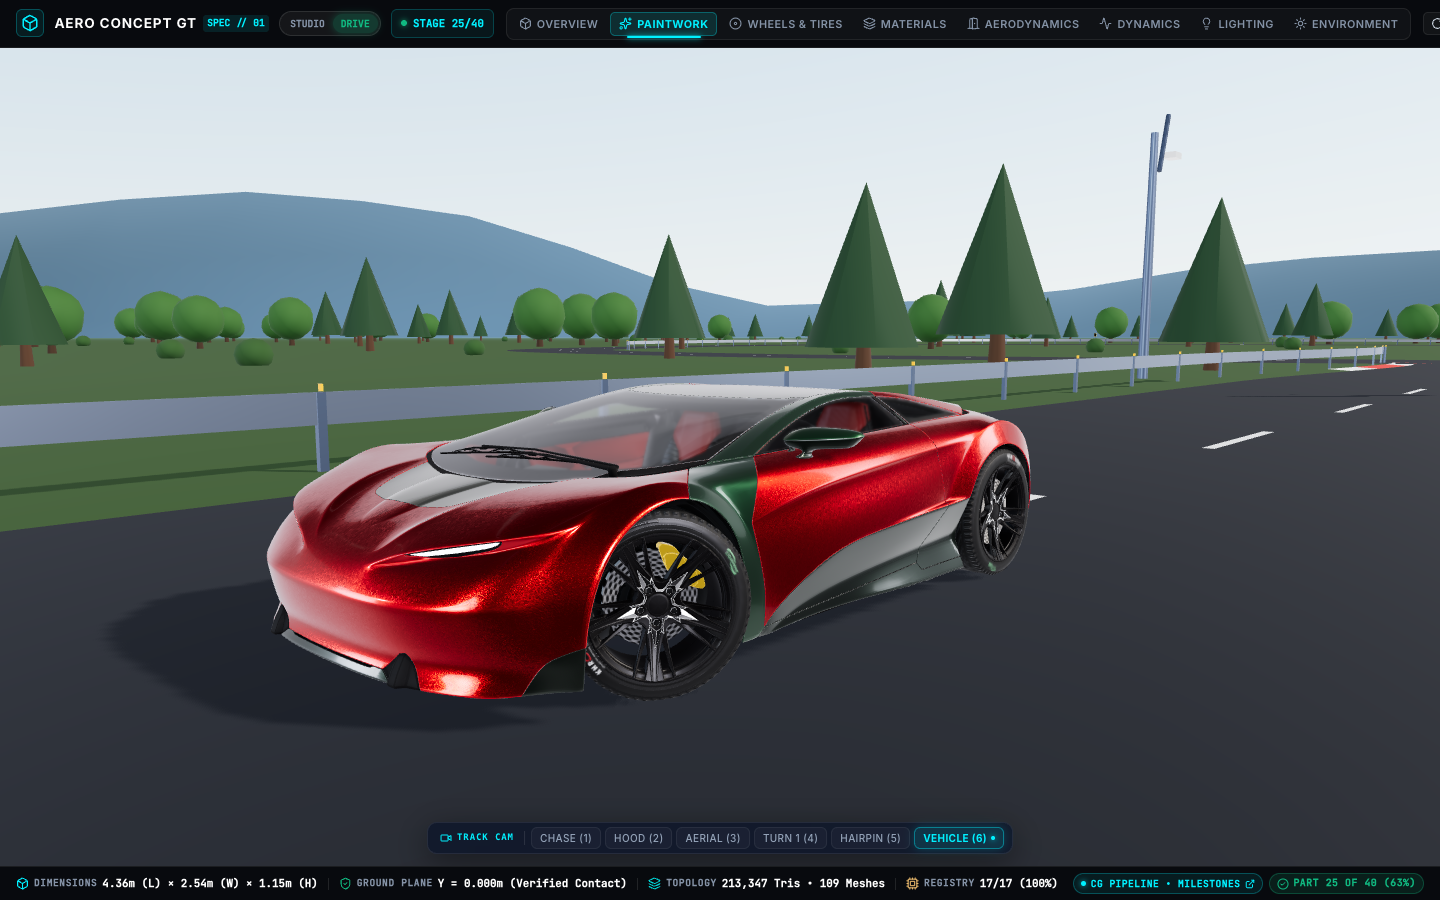 AERO CONCEPT GT SPEC // 01 STUDIO DRIVE STAGE 25/40 OVERVIEW PAINTWORK WHEELS & TIRES MATERIALS AERODYNAMICS DYNAMICS LIGHTING ENVIRONMENT
TRACK CAM CHASE (1) HOOD (2) AERIAL (3) TURN 1 (4) HAIRPIN (5) VEHICLE (6)
DIMENSIONS 4.36m (L) × 2.54m (W) × 1.15m (H) GROUND PLANE Y = 0.000m (Verified Contact) TOPOLOGY 213,347 Tris • 109 Meshes REGISTRY 17/17 (100%) CG PIPELINE • MILESTONES PART 25 OF 40 (63%)